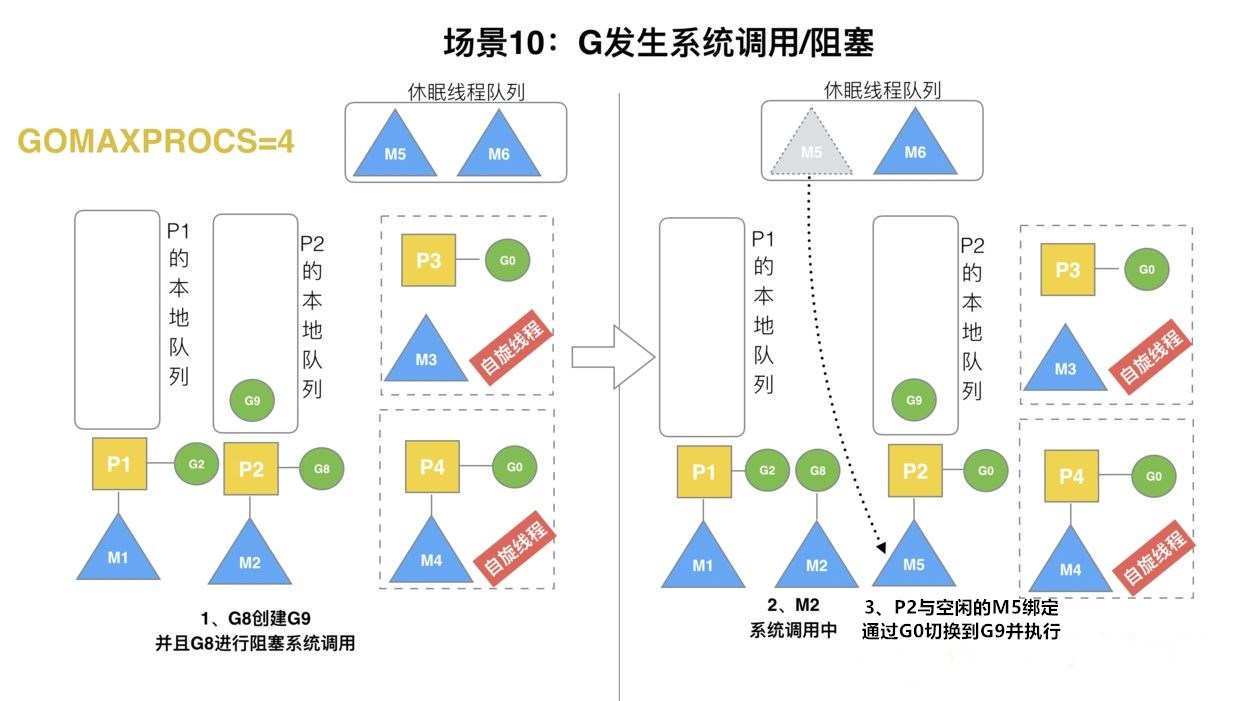 场景10：G发生系统调用/阻塞
GOMAXPROCS=4
休眠线程队列
M5
M6
P1的本地队列
P2的本地队列
G9
P1
G2
P2
G8
M1
M2
P3
G0
M3
自旋线程
P4
G0
M4
自旋线程
1、G8创建G9
并且G8进行阻塞系统调用
休眠线程队列
M5
M6
P1的本地队列
P2的本地队列
G9
P1
G2
G8
P2
G0
M1
M2
M5
P3
G0
M3
自旋线程
P4
G0
M4
自旋线程
2、M2
系统调用中
3、P2与空闲的M5绑定
通过G0切换到G9并执行